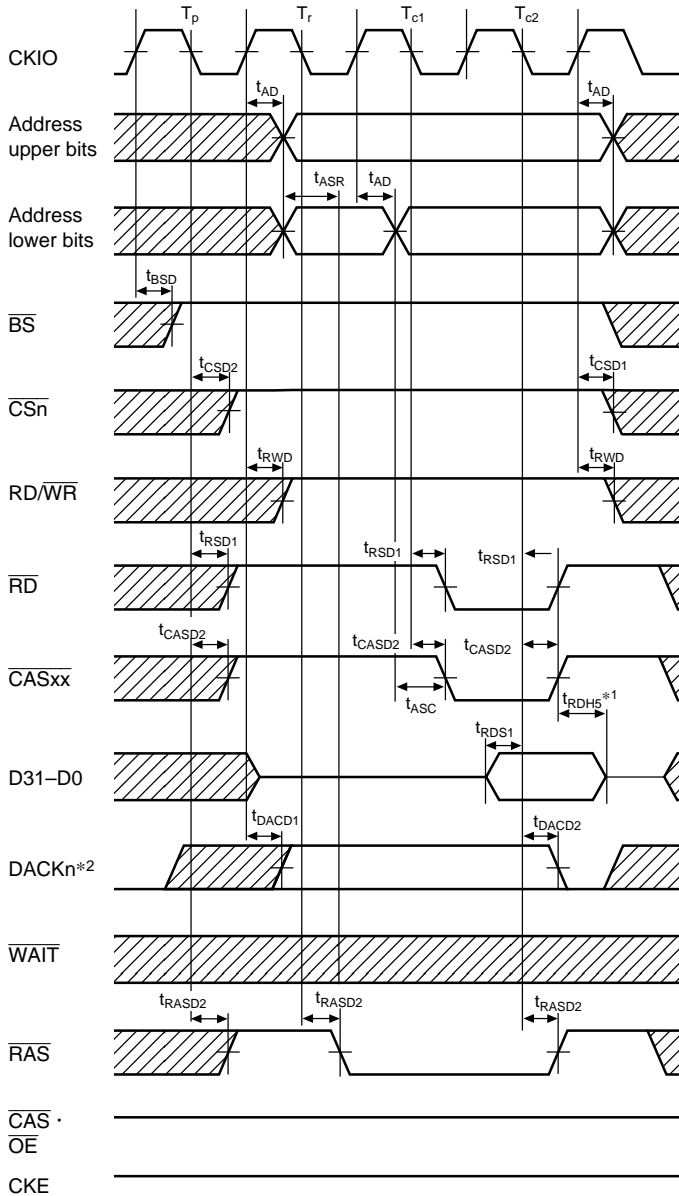 Tp Tr Tc1 Tc2
CKIO
tAD tAD
Address
upper bits
tASR tAD
Address
lower bits
tBSD
BS
tCSD2 tCSD1
CSn
tRWD tRWD
RD/WR
tRSD1 tRSD1 tRSD1
RD
tCASD2 tCASD2 tCASD2
CASxx
tASC tRDH5*1
tRDS1
D31–D0
tDACD1 tDACD2
DACKn*2
WAIT
tRASD2 tRASD2 tRASD2
RAS
CAS ·
OE
CKE